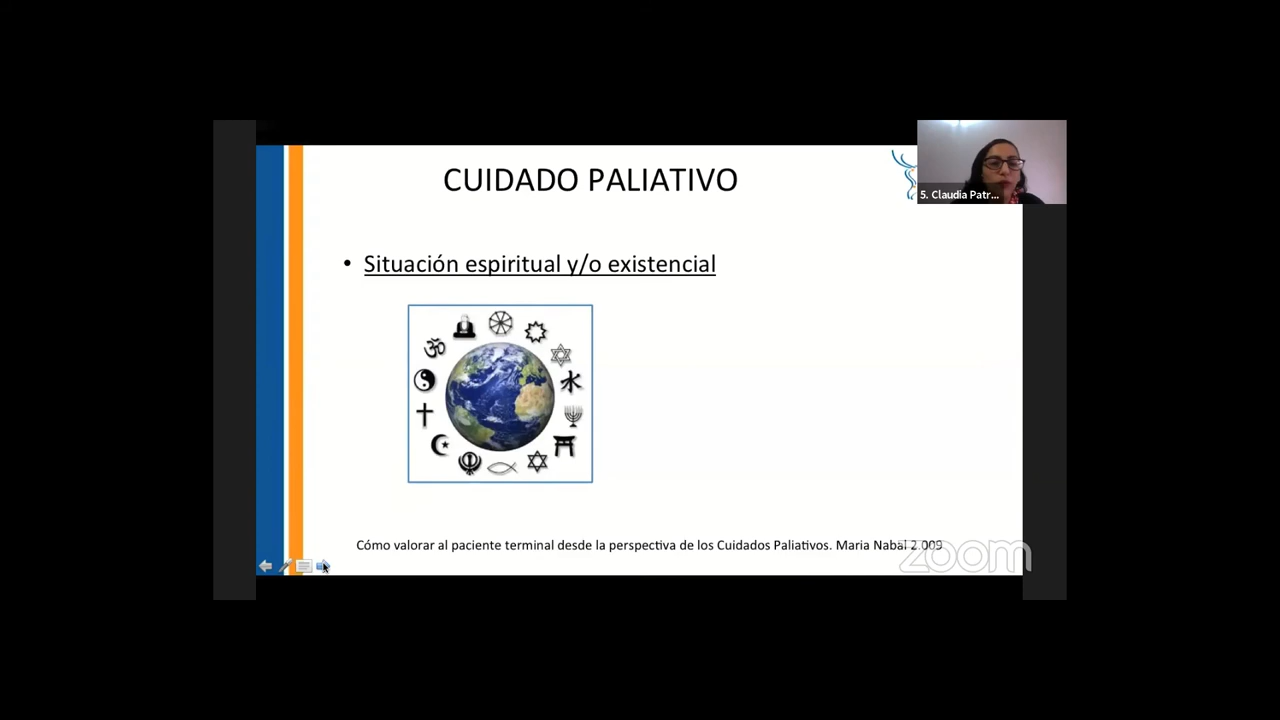 CUIDADO PALIATIVO
5. Claudia Patr...
• Situación espiritual y/o existencial
Cómo valorar al paciente terminal desde la perspectiva de los Cuidados Paliativos. Maria Nabal 2.009
zoom